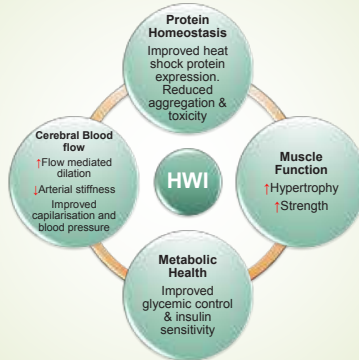 Protein
Homeostasis
Improved heat
shock protein
expression.
Reduced
aggregation &
toxicity
Cerebral Blood
flow
↑Flow mediated
dilation
↓Arterial stiffness
Improved
capilarisation and
blood pressure
HWI
Muscle
Function
↑Hypertrophy
↑Strength
Metabolic
Health
Improved
glycemic control
& insulin
sensitivity